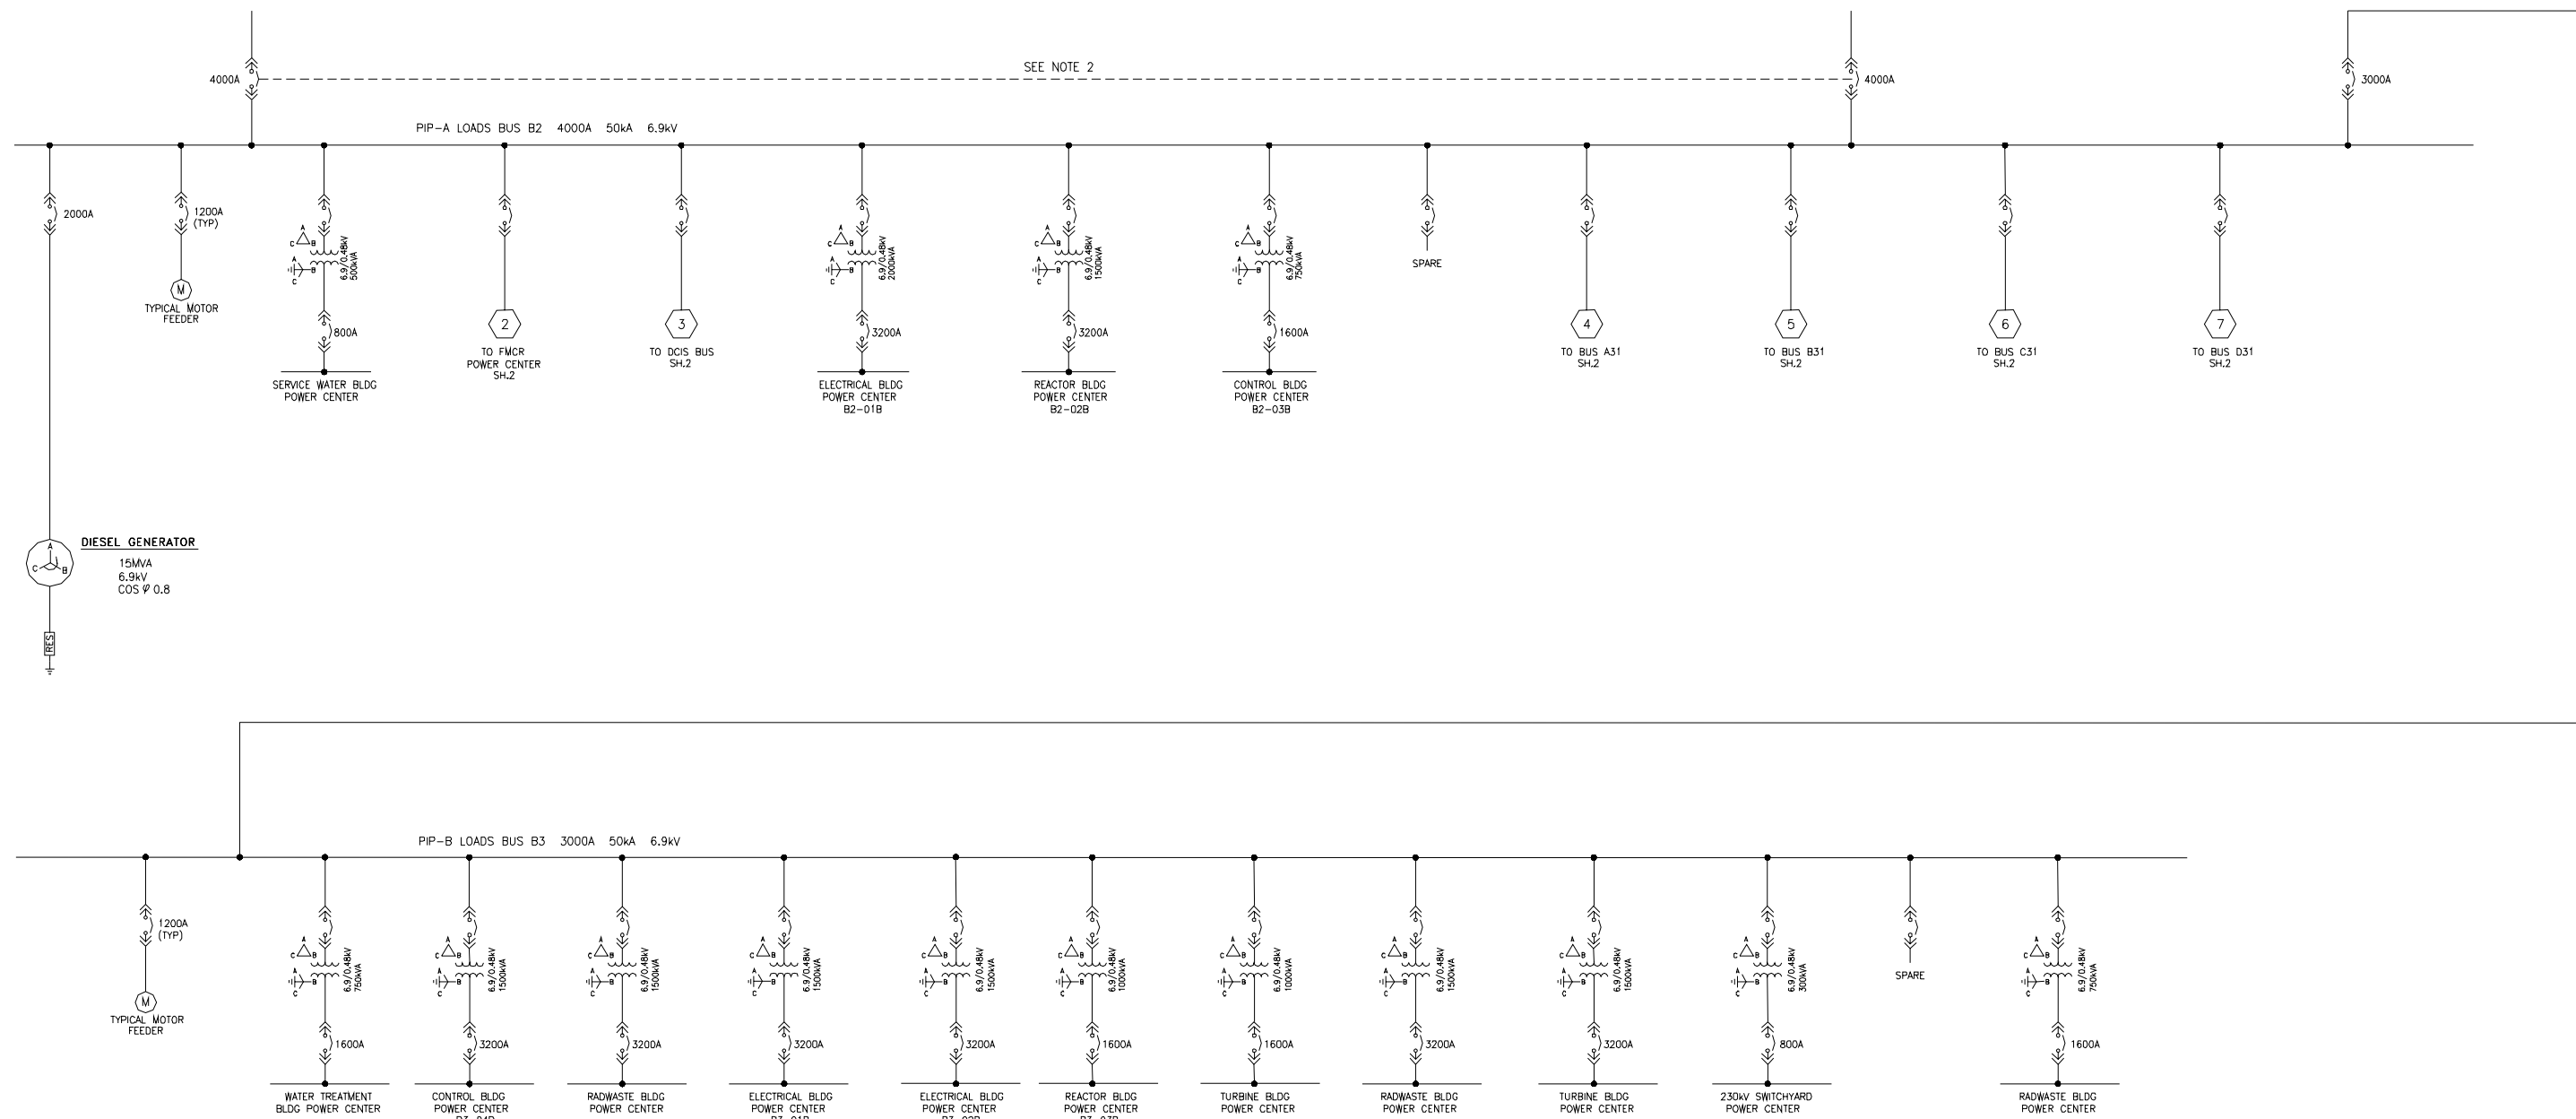 SEE NOTE 2
4000A
4000A
3000A
PIP-A LOADS BUS B2 4000A 50kA 6.9kV
2000A
1200A
(TYP)
M
TYPICAL MOTOR
FEEDER
A
C B
A
B
C
6.9/0.48kV
500kVA
800A
SERVICE WATER BLDG
POWER CENTER
2
TO FMCR
POWER CENTER
SH.2
3
TO DCIS BUS
SH.2
A
C B
A
B
C
6.9/0.48kV
2000kVA
3200A
ELECTRICAL BLDG
POWER CENTER
B2-01B
A
C B
A
B
C
6.9/0.48kV
1500kVA
3200A
REACTOR BLDG
POWER CENTER
B2-02B
A
C B
A
B
C
6.9/0.48kV
750kVA
1600A
CONTROL BLDG
POWER CENTER
B2-03B
SPARE
4
TO BUS A31
SH.2
5
TO BUS B31
SH.2
6
TO BUS C31
SH.2
7
TO BUS D31
SH.2
A
C B
DIESEL GENERATOR
15MVA
6.9kV
COS φ 0.8
RES
PIP-B LOADS BUS B3 3000A 50kA 6.9kV
1200A
(TYP)
M
TYPICAL MOTOR
FEEDER
A
C B
A
B
C
6.9/0.48kV
750kVA
1600A
WATER TREATMENT
BLDG POWER CENTER
A
C B
A
B
C
6.9/0.48kV
1500kVA
3200A
CONTROL BLDG
POWER CENTER
A
C B
A
B
C
6.9/0.48kV
1500kVA
3200A
RADWASTE BLDG
POWER CENTER
A
C B
A
B
C
6.9/0.48kV
1500kVA
3200A
ELECTRICAL BLDG
POWER CENTER
A
C B
A
B
C
6.9/0.48kV
1500kVA
3200A
ELECTRICAL BLDG
POWER CENTER
A
C B
A
B
C
6.9/0.48kV
1000kVA
1600A
REACTOR BLDG
POWER CENTER
A
C B
A
B
C
6.9/0.48kV
1000kVA
1600A
TURBINE BLDG
POWER CENTER
A
C B
A
B
C
6.9/0.48kV
1500kVA
3200A
RADWASTE BLDG
POWER CENTER
A
C B
A
B
C
6.9/0.48kV
1500kVA
3200A
TURBINE BLDG
POWER CENTER
A
C B
A
B
C
6.9/0.48kV
300kVA
800A
230kV SWITCHYARD
POWER CENTER
SPARE
A
C B
A
B
C
6.9/0.48kV
750kVA
1600A
RADWASTE BLDG
POWER CENTER